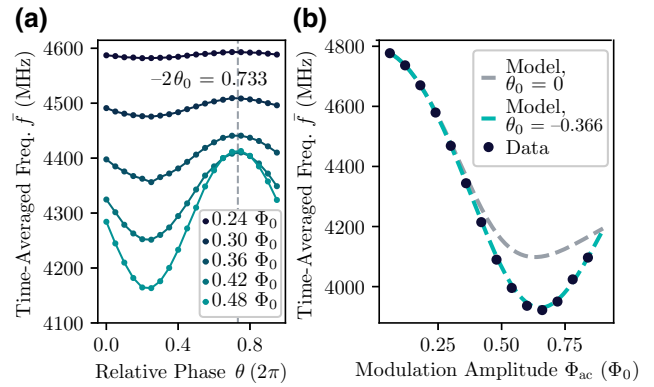 (a)
4600
4500
4400
4300
4200
4100
Time-Averaged Freq. f̄ (MHz)
−2θ₀ = 0.733
0.24 Φ₀
0.30 Φ₀
0.36 Φ₀
0.42 Φ₀
0.48 Φ₀
0.0 0.4 0.8
Relative Phase θ (2π)
(b)
4800
4600
4400
4200
4000
Time-Averaged Freq. f̄ (MHz)
Model,
θ₀ = 0
Model,
θ₀ = −0.366
Data
0.25 0.50 0.75
Modulation Amplitude Φ_ac (Φ₀)